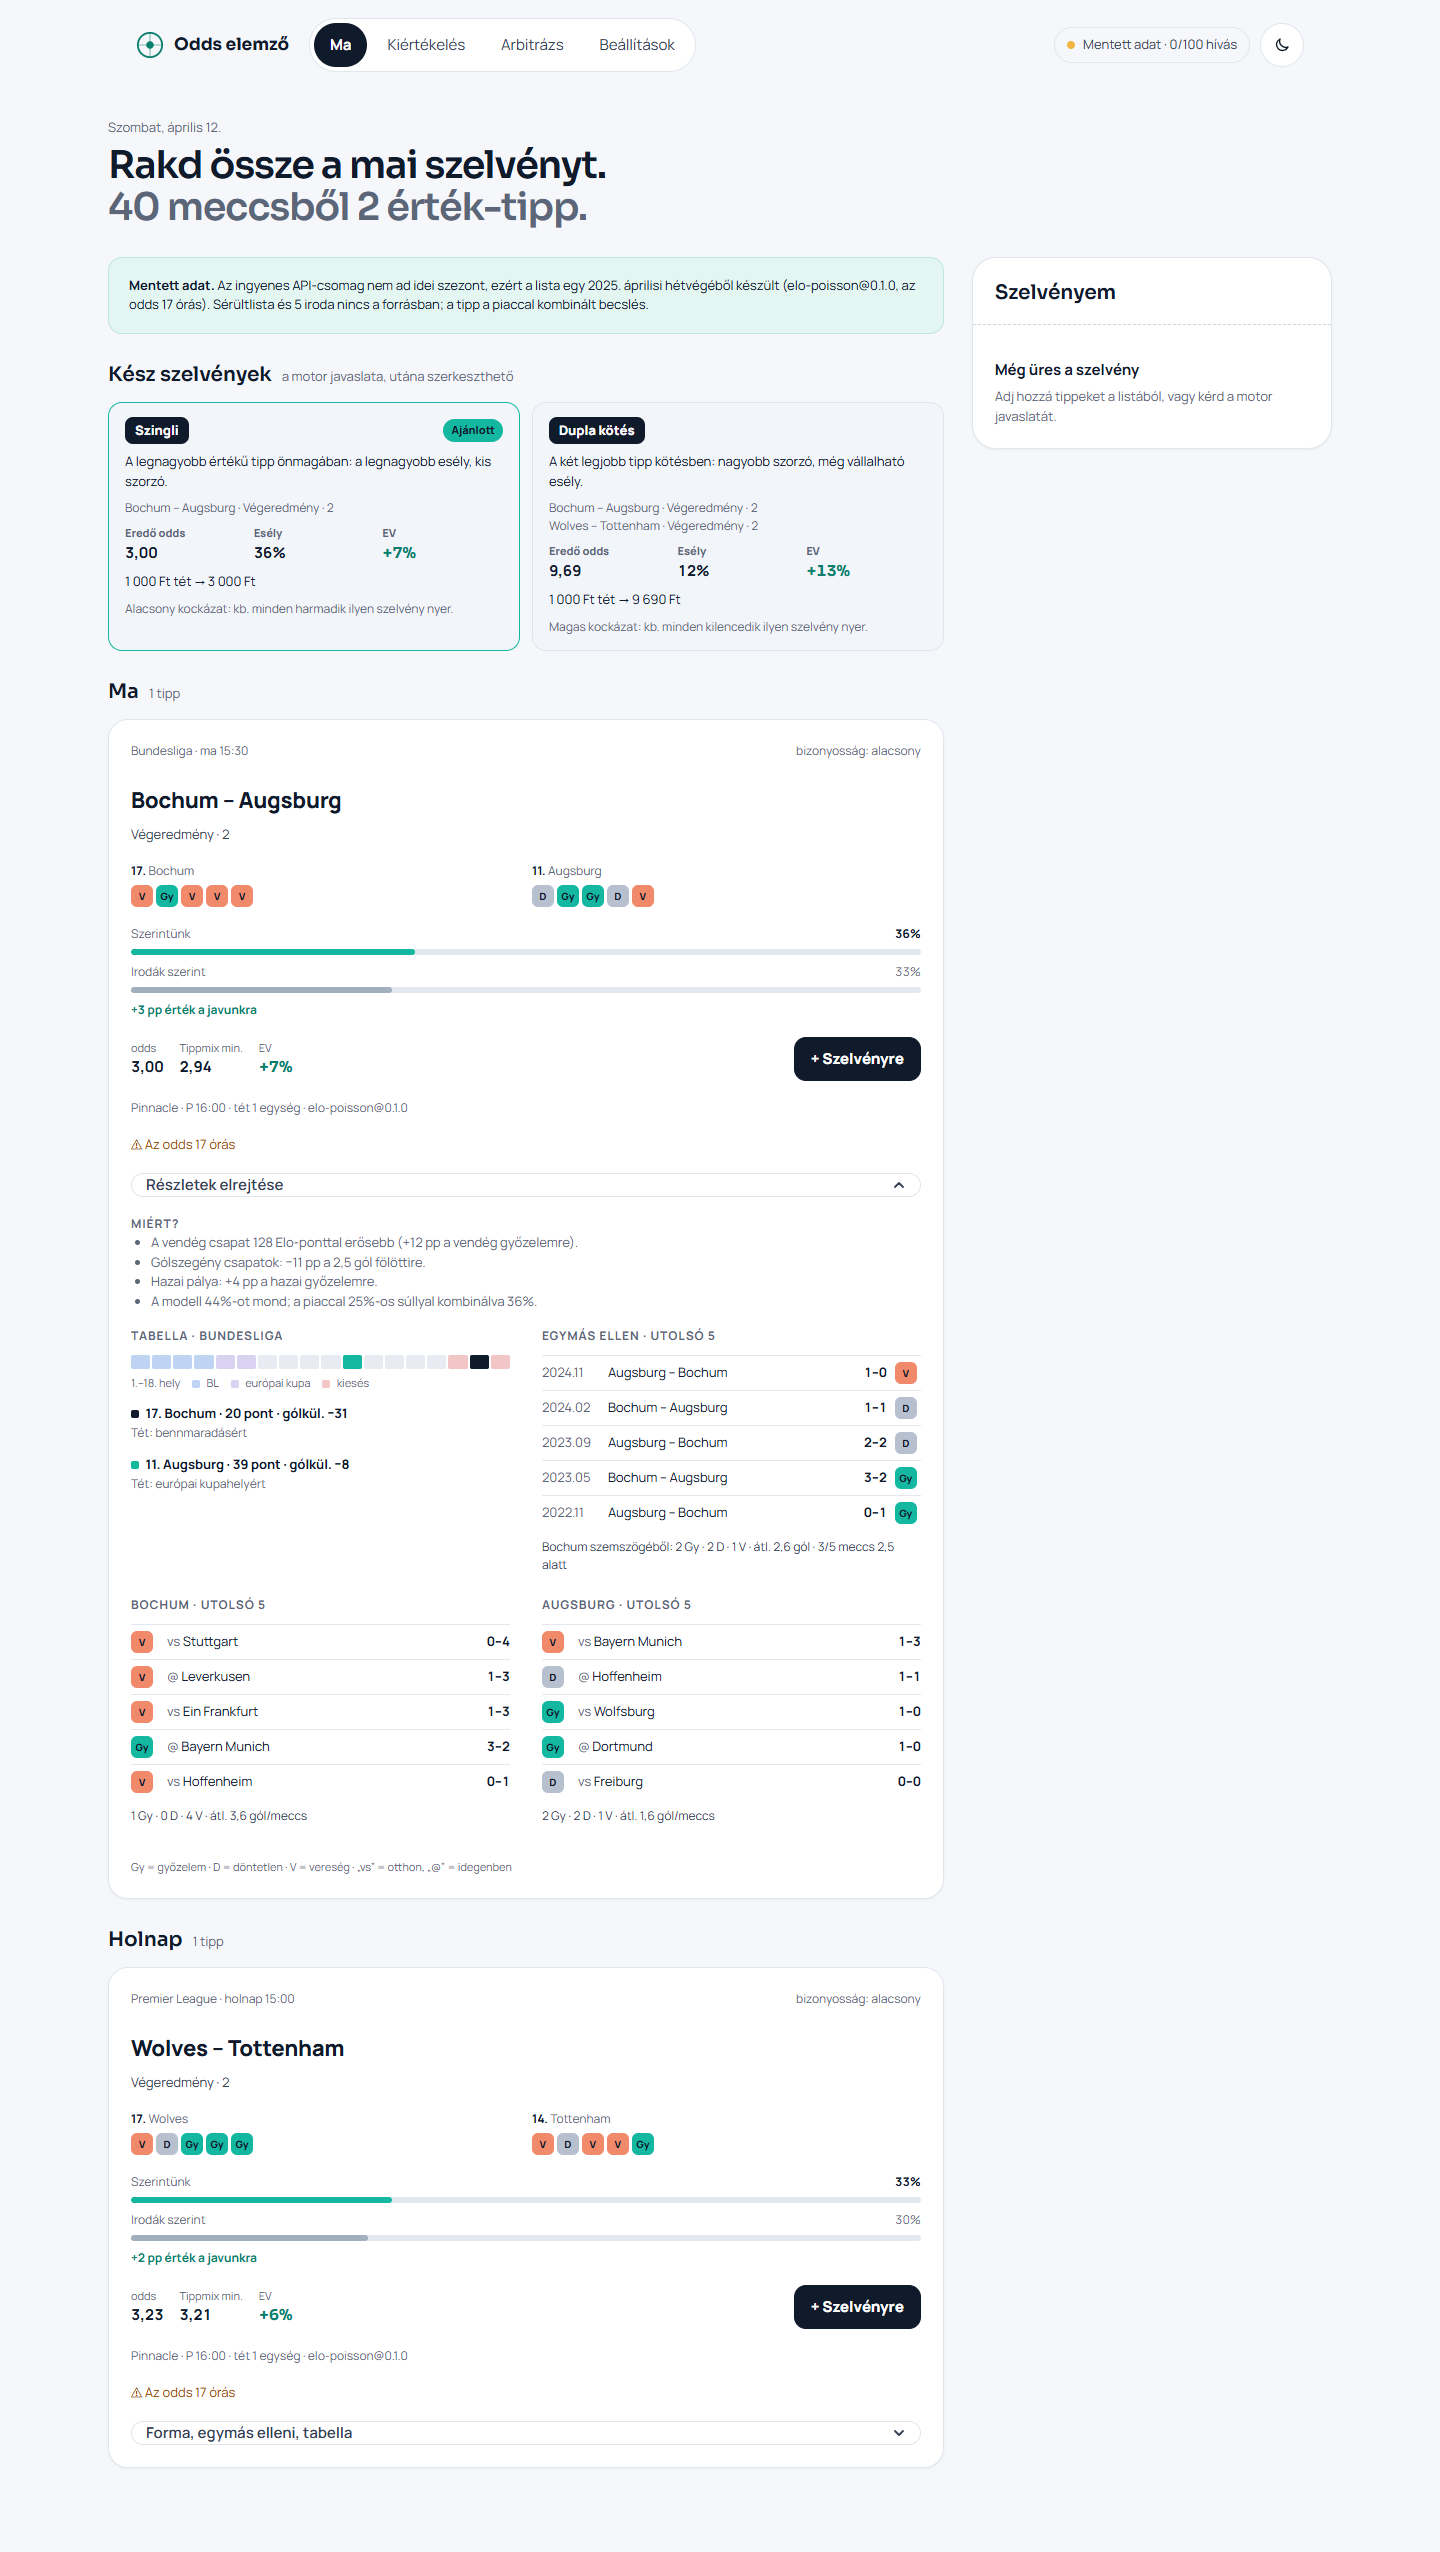 Odds elemző
Ma
Kiértékelés
Arbitrázs
Beállítások
Mentett adat · 0/100 hívás
Szombat, április 12.
Rakd össze a mai szelvényt.
40 meccsből 2 érték-tipp.
Mentett adat. Az ingyenes API-csomag nem ad idei szezont, ezért a lista egy 2025. áprilisi hétvégéből készült (elo-poisson@0.1.0, az
odds 17 órás). Sérültlista és 5 iroda nincs a forrásban; a tipp a piaccal kombinált becslés.
Szelvényem
Még üres a szelvény
Adj hozzá tippeket a listából, vagy kérd a motor
javaslatát.
Kész szelvények a motor javaslata, utána szerkeszthető
Szingli
Ajánlott
A legnagyobb értékű tipp önmagában: a legnagyobb esély, kis
szorzó.
Bochum – Augsburg · Végeredmény · 2
Eredő odds Esély EV
3,00 36% +7%
1 000 Ft tét → 3 000 Ft
Alacsony kockázat: kb. minden harmadik ilyen szelvény nyer.
Dupla kötés
A két legjobb tipp kötésben: nagyobb szorzó, még vállalható
esély.
Bochum – Augsburg · Végeredmény · 2
Wolves – Tottenham · Végeredmény · 2
Eredő odds Esély EV
9,69 12% +13%
1 000 Ft tét → 9 690 Ft
Magas kockázat: kb. minden kilencedik ilyen szelvény nyer.
Ma 1 tipp
Bundesliga · ma 15:30
bizonyosság: alacsony
Bochum – Augsburg
Végeredmény · 2
17. Bochum
V Gy V V V
11. Augsburg
D Gy Gy D V
Szerintünk 36%
Irodák szerint 33%
+3 pp érték a javunkra
odds Tippmix min. EV
3,00 2,94 +7%
+ Szelvényre
Pinnacle · P 16:00 · tét 1 egység · elo-poisson@0.1.0
⚠ Az odds 17 órás
Részletek elrejtése
MIÉRT?
• A vendég csapat 128 Elo-ponttal erősebb (+12 pp a vendég győzelemre).
• Gólszegény csapatok: −11 pp a 2,5 gól fölöttire.
• Hazai pálya: +4 pp a hazai győzelemre.
• A modell 44%-ot mond; a piaccal 25%-os súllyal kombinálva 36%.
TABELLA · BUNDESLIGA
1.–18. hely BL európai kupa kiesés
17. Bochum · 20 pont · gólkül. −31
Tét: bennmaradásért
11. Augsburg · 39 pont · gólkül. −8
Tét: európai kupahelyért
EGYMÁS ELLEN · UTOLSÓ 5
2024.11 Augsburg – Bochum 1–0 V
2024.02 Bochum – Augsburg 1–1 D
2023.09 Augsburg – Bochum 2–2 D
2023.05 Bochum – Augsburg 3–2 Gy
2022.11 Augsburg – Bochum 0–1 Gy
Bochum szemszögéből: 2 Gy · 2 D · 1 V · átl. 2,6 gól · 3/5 meccs 2,5
alatt
BOCHUM · UTOLSÓ 5
V vs Stuttgart 0–4
V @ Leverkusen 1–3
V vs Ein Frankfurt 1–3
Gy @ Bayern Munich 3–2
V vs Hoffenheim 0–1
1 Gy · 0 D · 4 V · átl. 3,6 gól/meccs
AUGSBURG · UTOLSÓ 5
V vs Bayern Munich 1–3
D @ Hoffenheim 1–1
Gy vs Wolfsburg 1–0
Gy @ Dortmund 1–0
D vs Freiburg 0–0
2 Gy · 2 D · 1 V · átl. 1,6 gól/meccs
Gy = győzelem · D = döntetlen · V = vereség · „vs” = otthon, „@” = idegenben
Holnap 1 tipp
Premier League · holnap 15:00
bizonyosság: alacsony
Wolves – Tottenham
Végeredmény · 2
17. Wolves
V D Gy Gy Gy
14. Tottenham
V D V V Gy
Szerintünk 33%
Irodák szerint 30%
+2 pp érték a javunkra
odds Tippmix min. EV
3,23 3,21 +6%
+ Szelvényre
Pinnacle · P 16:00 · tét 1 egység · elo-poisson@0.1.0
⚠ Az odds 17 órás
Forma, egymás elleni, tabella